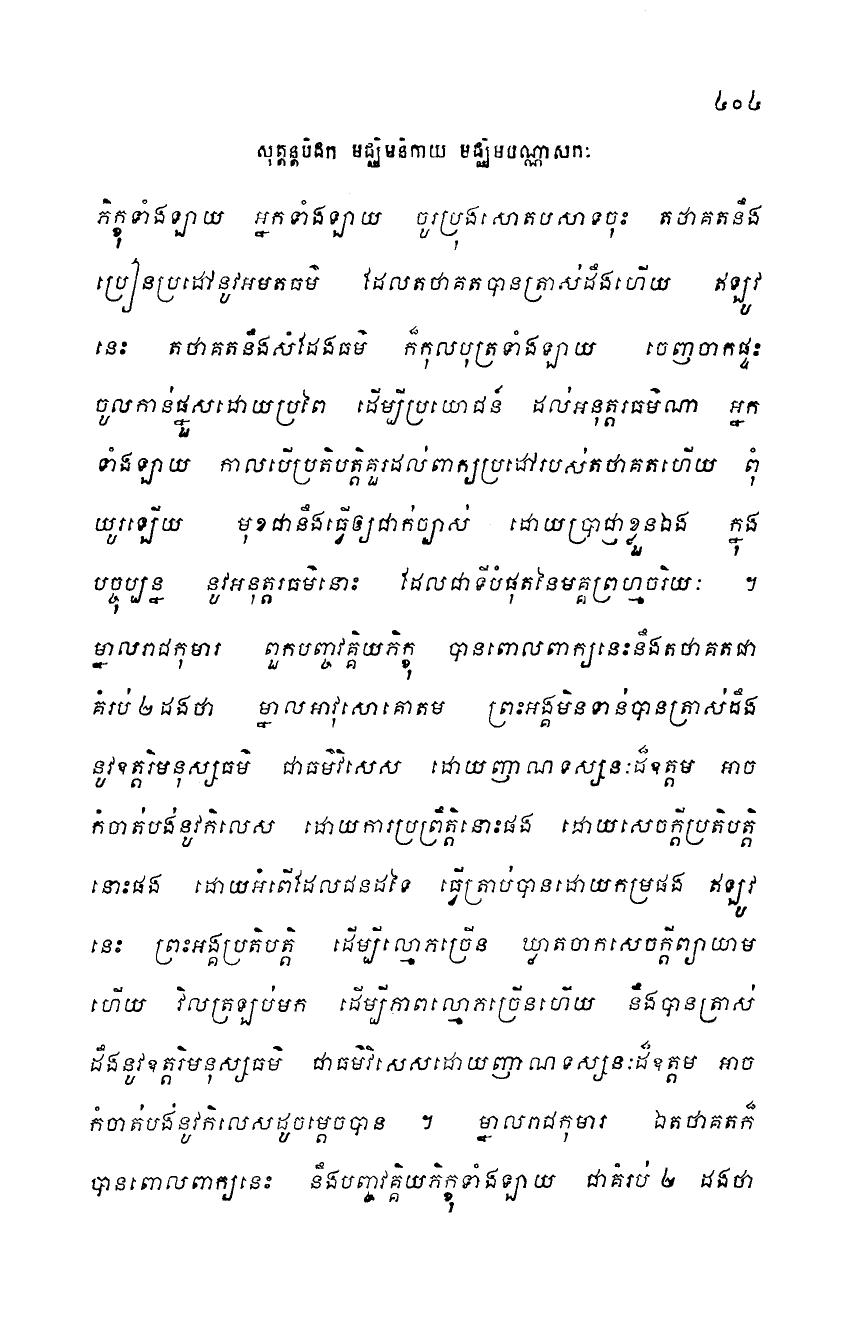 ៤០៤
សុត្តន្តបិដក មជ្ឈិមនិកាយ មជ្ឈិមបណ្ណាសកៈ
ភិក្ខុទាំងឡាយ អ្នកទាំងឡាយ ចូរប្រុងសោតបសាទចុះ តថាគតនឹង
ប្រៀនប្រដៅនូវអមតធម៌ ដែលតថាគតបានត្រាស់ដឹងហើយ ឥឡូវ
នេះ តថាគតនឹងសំដែងធម៌ ក៏កុលបុត្រទាំងឡាយ ចេញចាកផ្ទះ
ចូលកាន់ផ្នួសដោយប្រពៃ ដើម្បីប្រយោជន៍ ដល់អនុត្តរធម៌ណា អ្នក
ទាំងឡាយ កាលបើប្រតិបត្តិគួរដល់ពាក្យប្រដៅរបស់តថាគតហើយ ពុំ
យូរឡើយ មុខជានឹងធ្វើឲ្យជាក់ច្បាស់ ដោយប្រាជ្ញាខ្លួនឯង ក្នុង
បច្ចុប្បន្ន នូវអនុត្តរធម៌នោះ ដែលជាទីបំផុតនៃមគ្គព្រហ្មចរិយៈ ។
ម្នាលរាជកុមារ ពួកបញ្ចវគ្គិយភិក្ខុ បានពោលពាក្យនេះនឹងតថាគតជា
គំរប់ ២ ដងថា ម្នាលអាវុសោគោតម ព្រះអង្គមិនទាន់បានត្រាស់ដឹង
នូវឧត្តរិមនុស្សធម៌ ជាធម៌វិសេស ដោយញាណទស្សនៈដ៏ឧត្តម អាច
កំចាត់បង់នូវកិលេស ដោយការប្រព្រឹត្តិនោះផង ដោយសេចក្តីប្រតិបត្តិ
នោះផង ដោយអំពើដែលជនដទៃ ធ្វើត្រាប់បានដោយកម្រផង ឥឡូវ
នេះ ព្រះអង្គប្រតិបត្តិ ដើម្បីល្មោភច្រើន ឃ្លាតចាកសេចក្តីព្យាយាម
ហើយ វិលត្រឡប់មក ដើម្បីភាពល្មោភច្រើនហើយ នឹងបានត្រាស់
ដឹងនូវឧត្តរិមនុស្សធម៌ ជាធម៌វិសេសដោយញាណទស្សនៈដ៏ឧត្តម អាច
កំចាត់បង់នូវកិលេសដូចម្តេចបាន ។ ម្នាលរាជកុមារ ឯតថាគតក៏
បានពោលពាក្យនេះ នឹងបញ្ចវគ្គិយភិក្ខុទាំងឡាយ ជាគំរប់ ២ ដងថា